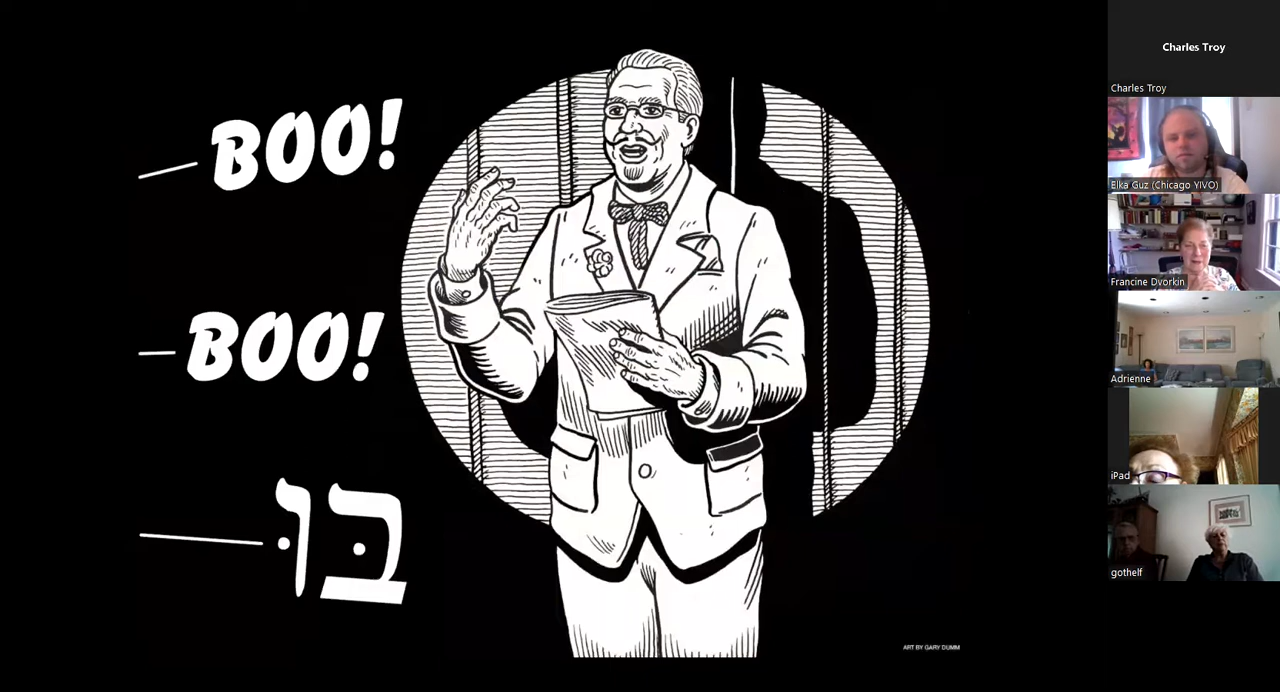 BOO!
BOO!
בּוּ
ART BY GARY DUMM
Charles Troy
Charles Troy
Elka Guz (Chicago YIVO)
Francine Dvorkin
Adrienne
iPad
gothelf